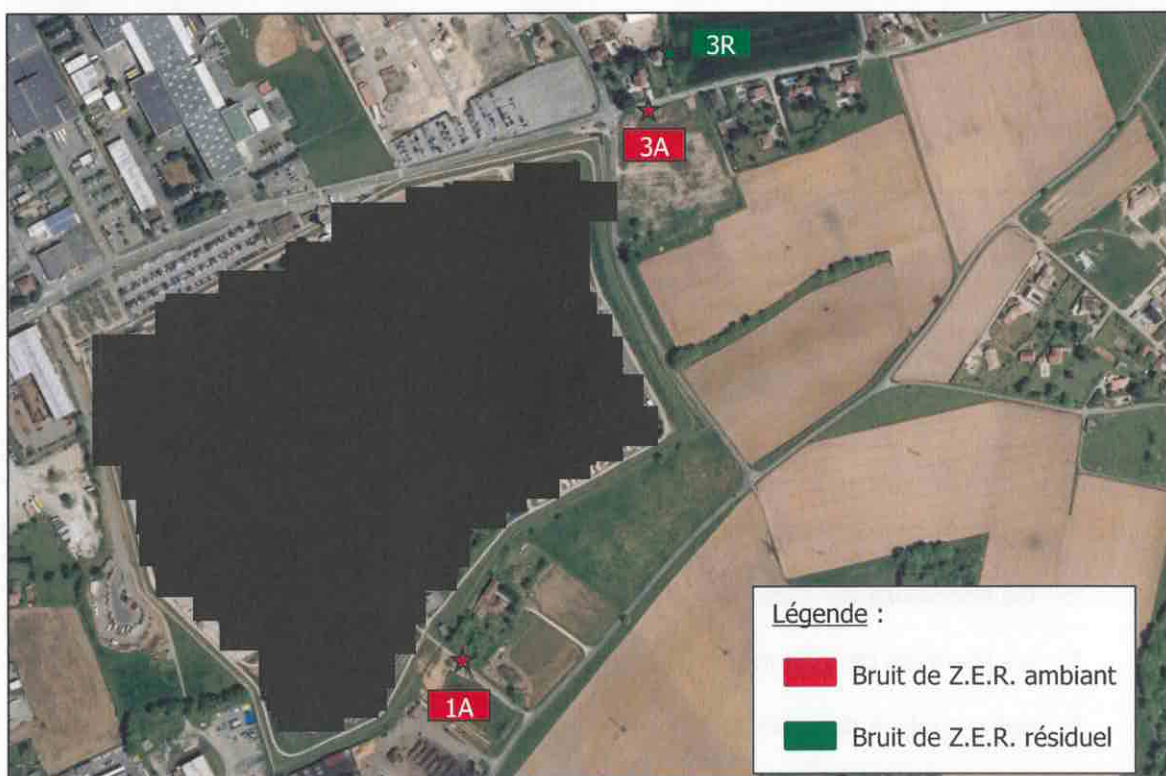 3R
3A
1A
Légende :
Bruit de Z.E.R. ambiant
Bruit de Z.E.R. résiduel